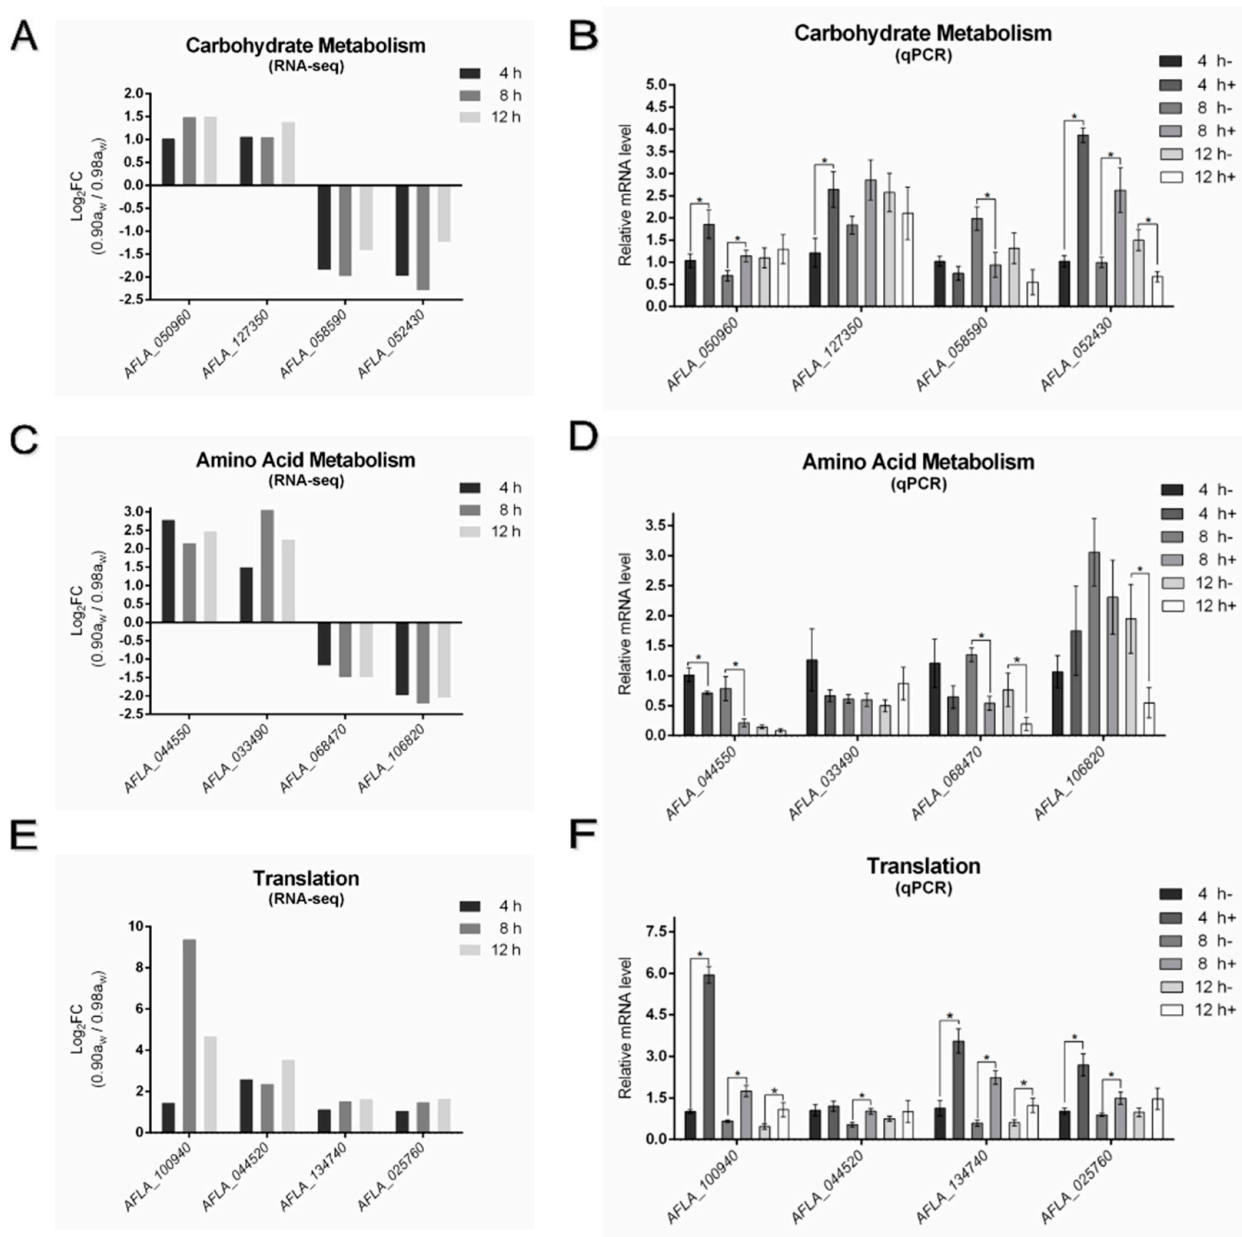 A
Carbohydrate Metabolism
(RNA-seq)
4 h
8 h
12 h
2.0
1.5
1.0
0.5
0.0
-0.5
-1.0
-1.5
-2.0
-2.5
Log2FC
(0.90aw / 0.98aw)
AFLA_050960
AFLA_127350
AFLA_058590
AFLA_052430
B
Carbohydrate Metabolism
(qPCR)
4 h-
4 h+
8 h-
8 h+
12 h-
12 h+
5.0
4.5
4.0
3.5
3.0
2.5
2.0
1.5
1.0
0.5
0.0
Relative mRNA level
* * * * * * *
AFLA_050960
AFLA_127350
AFLA_058590
AFLA_052430
C
Amino Acid Metabolism
(RNA-seq)
4 h
8 h
12 h
3.0
2.5
2.0
1.5
1.0
0.5
0.0
-0.5
-1.0
-1.5
-2.0
-2.5
Log2FC
(0.90aw / 0.98aw)
AFLA_044550
AFLA_033490
AFLA_068470
AFLA_106820
D
Amino Acid Metabolism
(qPCR)
4 h-
4 h+
8 h-
8 h+
12 h-
12 h+
3.5
3.0
2.5
2.0
1.5
1.0
0.5
0.0
Relative mRNA level
* * * * *
AFLA_044550
AFLA_033490
AFLA_068470
AFLA_106820
E
Translation
(RNA-seq)
4 h
8 h
12 h
10
8
6
4
2
0
Log2FC
(0.90aw / 0.98aw)
AFLA_100940
AFLA_044520
AFLA_134740
AFLA_025760
F
Translation
(qPCR)
4 h-
4 h+
8 h-
8 h+
12 h-
12 h+
7.5
6.0
4.5
3.0
1.5
0.0
Relative mRNA level
* * * * * * * * *
AFLA_100940
AFLA_044520
AFLA_134740
AFLA_025760